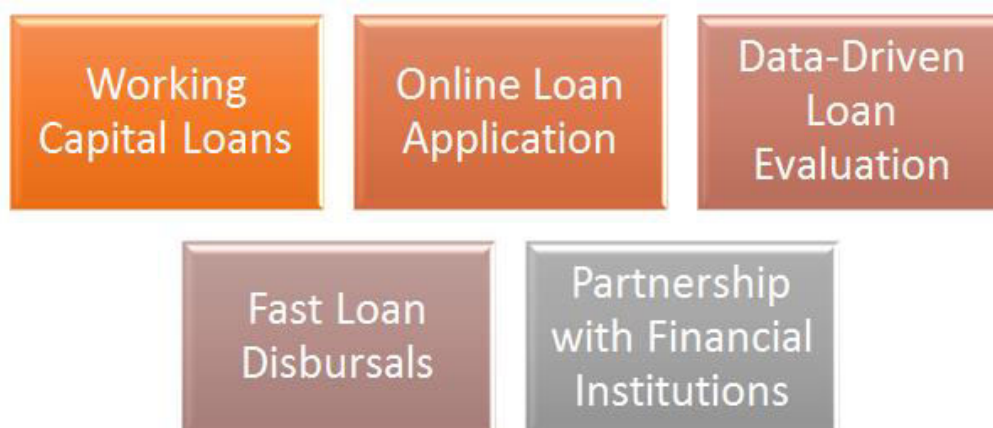 Working
Capital Loans
Online Loan
Application
Data-Driven
Loan
Evaluation
Fast Loan
Disbursals
Partnership
with Financial
Institutions